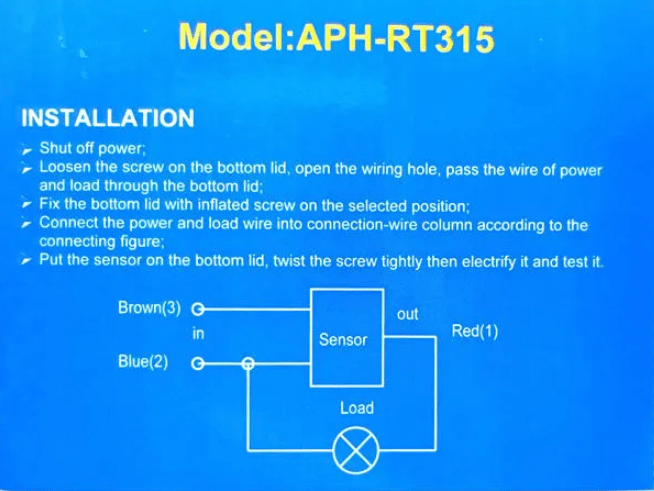 Model:APH-RT315
INSTALLATION
Shut off power;
Loosen the screw on the bottom lid, open the wiring hole, pass the wire of power
and load through the bottom lid;
Fix the bottom lid with inflated screw on the selected position;
Connect the power and load wire into connection-wire column according to the
connecting figure;
Put the sensor on the bottom lid, twist the screw tightly then electrify it and test it.
Brown(3)
in
Blue(2)
Sensor
out
Red(1)
Load